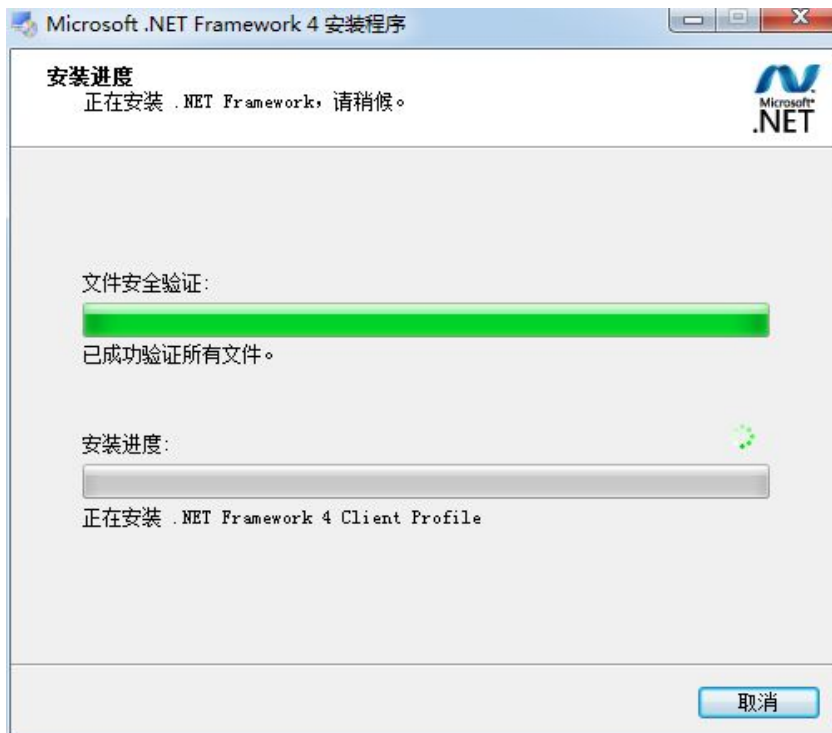 Microsoft .NET Framework 4 安装程序
安装进度
正在安装 .NET Framework，请稍候。
Microsoft
.NET
文件安全验证:
已成功验证所有文件。
安装进度:
正在安装 .NET Framework 4 Client Profile
取消